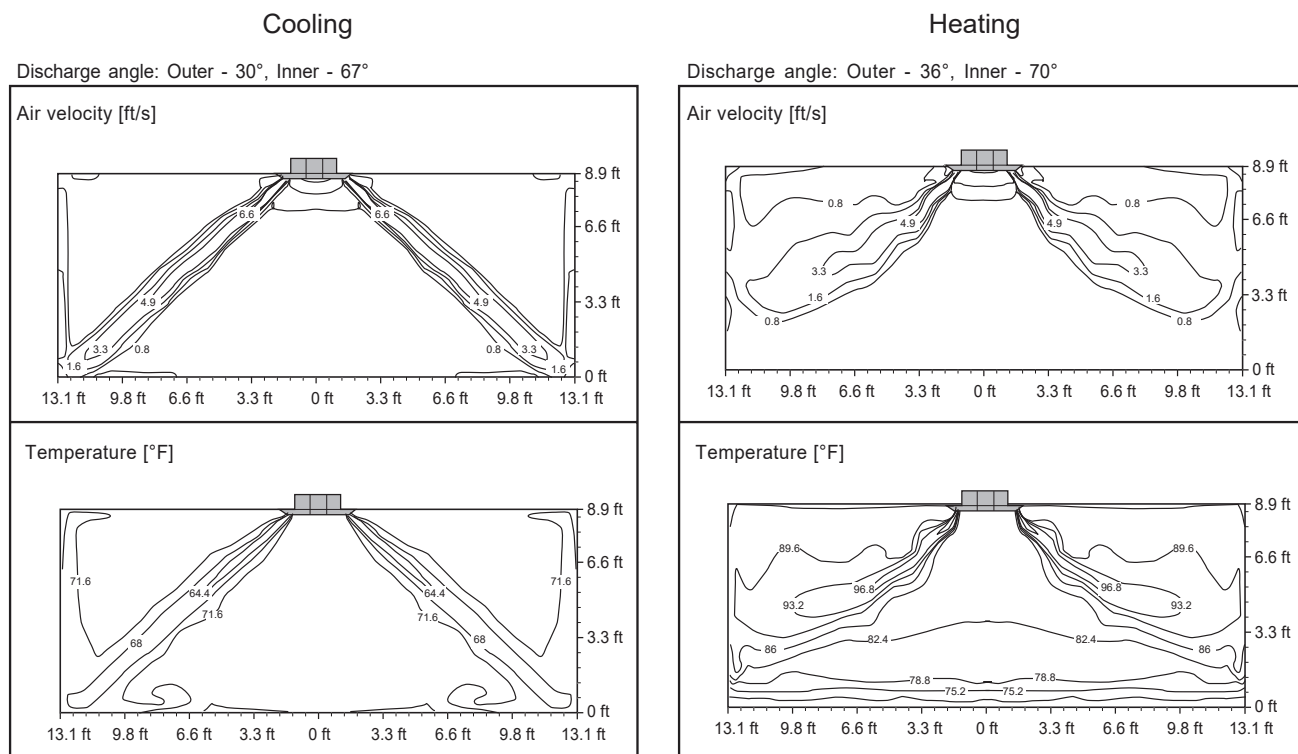 Cooling
Heating
Discharge angle: Outer - 30°, Inner - 67°
Discharge angle: Outer - 36°, Inner - 70°
Air velocity [ft/s]
8.9 ft
6.6 ft
3.3 ft
0 ft
6.6 6.6
4.9 4.9
3.3 0.8 0.8 3.3
1.6 1.6
13.1 ft 9.8 ft 6.6 ft 3.3 ft 0 ft 3.3 ft 6.6 ft 9.8 ft 13.1 ft
Air velocity [ft/s]
8.9 ft
6.6 ft
3.3 ft
0 ft
0.8 0.8
4.9 4.9
3.3 3.3
1.6 1.6
0.8 0.8
13.1 ft 9.8 ft 6.6 ft 3.3 ft 0 ft 3.3 ft 6.6 ft 9.8 ft 13.1 ft
Temperature [°F]
8.9 ft
6.6 ft
3.3 ft
0 ft
71.6 71.6
64.4 64.4
71.6 71.6
68 68
13.1 ft 9.8 ft 6.6 ft 3.3 ft 0 ft 3.3 ft 6.6 ft 9.8 ft 13.1 ft
Temperature [°F]
8.9 ft
6.6 ft
3.3 ft
0 ft
89.6 89.6
96.8 96.8
93.2 93.2
82.4 82.4
86 86
78.8 78.8
75.2 75.2
13.1 ft 9.8 ft 6.6 ft 3.3 ft 0 ft 3.3 ft 6.6 ft 9.8 ft 13.1 ft